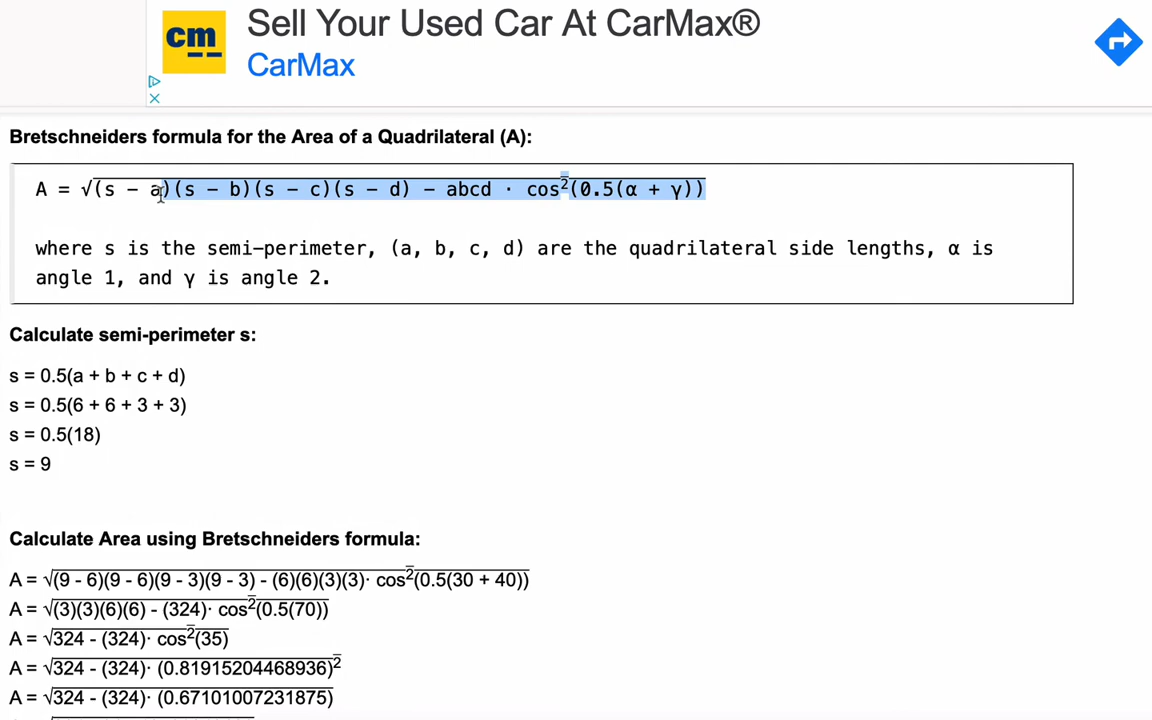 cm
Sell Your Used Car At CarMax®
CarMax
Bretschneiders formula for the Area of a Quadrilateral (A):
A = √(s − a)(s − b)(s − c)(s − d) − abcd · cos²(0.5(α + γ))
where s is the semi-perimeter, (a, b, c, d) are the quadrilateral side lengths, α is
angle 1, and γ is angle 2.
Calculate semi-perimeter s:
s = 0.5(a + b + c + d)
s = 0.5(6 + 6 + 3 + 3)
s = 0.5(18)
s = 9
Calculate Area using Bretschneiders formula:
A = √(9 - 6)(9 - 6)(9 - 3)(9 - 3) - (6)(6)(3)(3)· cos²(0.5(30 + 40))
A = √(3)(3)(6)(6) - (324)· cos²(0.5(70))
A = √324 - (324)· cos²(35)
A = √324 - (324)· (0.81915204468936)²
A = √324 - (324)· (0.67101007231875)